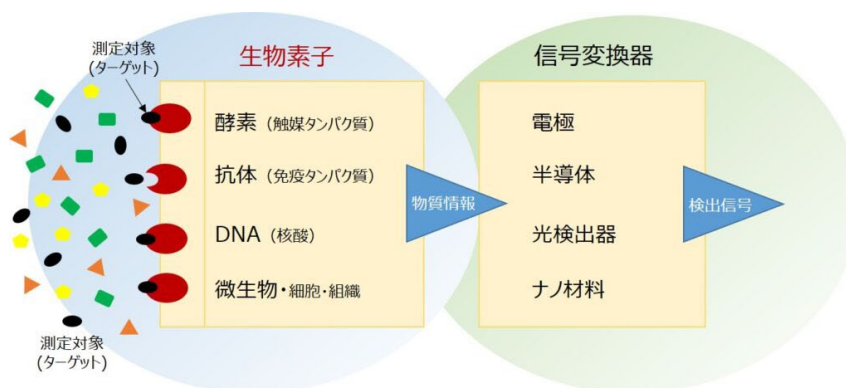 測定対象
(ターゲット)
生物素子
酵素 (触媒タンパク質)
抗体 (免疫タンパク質)
DNA (核酸)
微生物・細胞・組織
物質情報
信号変換器
電極
半導体
光検出器
ナノ材料
検出信号
測定対象
(ターゲット)